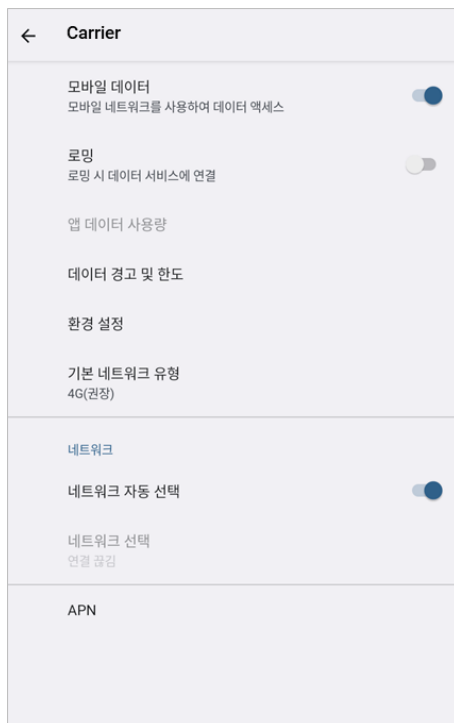 Carrier
모바일 데이터
모바일 네트워크를 사용하여 데이터 액세스
로밍
로밍 시 데이터 서비스에 연결
앱 데이터 사용량
데이터 경고 및 한도
환경 설정
기본 네트워크 유형
4G(권장)
네트워크
네트워크 자동 선택
네트워크 선택
연결 끊김
APN